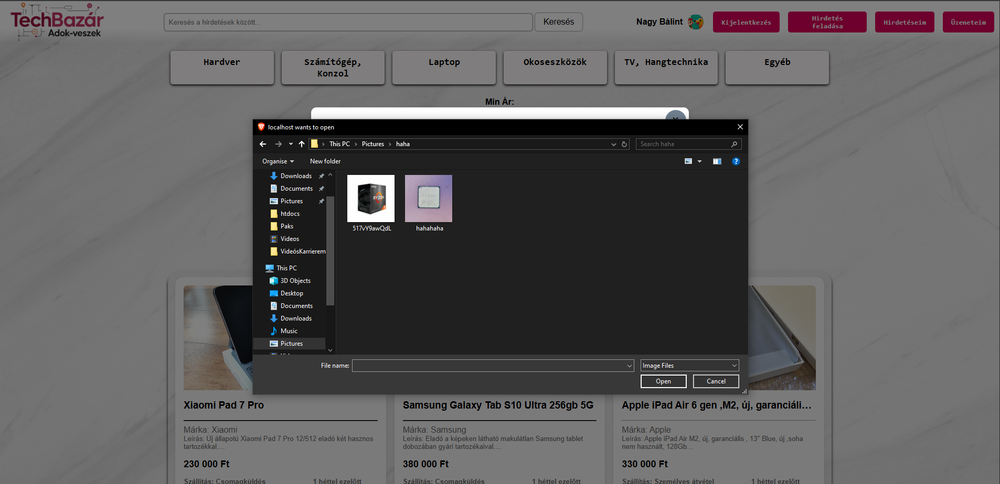 TechBazár
Adok-veszek
Keresés a hirdetések között...
Keresés
Nagy Bálint
Kijelentkezés
Hirdetés
feladása
Hirdetéseim
Üzeneteim
Hardver
Számítógép,
Konzol
Laptop
Okoseszközök
TV, Hangtechnika
Egyéb
Min Ár:
localhost wants to open
This PC > Pictures > haha
Search haha
Organise
New folder
Downloads
Documents
Pictures
htdocs
Paks
Videos
VideósKarrierem
This PC
3D Objects
Desktop
Documents
Downloads
Music
Pictures
RYZEN
517vY9awQdL
RYZEN
hahahaha
File name:
Image Files
Open
Cancel
Xiaomi Pad 7 Pro
Márka: Xiaomi
Leírás: Új állapotú Xiaomi Pad 7 Pro 12/512 eladó két hasznos
tartozékkal....
230 000 Ft
Szállítás: Csomagküldés
1 héttel ezelőtt
Samsung Galaxy Tab S10 Ultra 256gb 5G
Márka: Samsung
Leírás: Eladó a képeken látható makulátlan Samsung tablet
dobozában gyári tartozékaival....
380 000 Ft
Szállítás: Csomagküldés
1 héttel ezelőtt
Apple iPad Air 6 gen ,M2, új, garanciáli...
Márka: Apple
Leírás: Apple iPad Air M2, új, garanciális , 13" Blue, új ,soha
nem használt, 128Gb...
330 000 Ft
Szállítás: Személyes átvétel
1 héttel ezelőtt